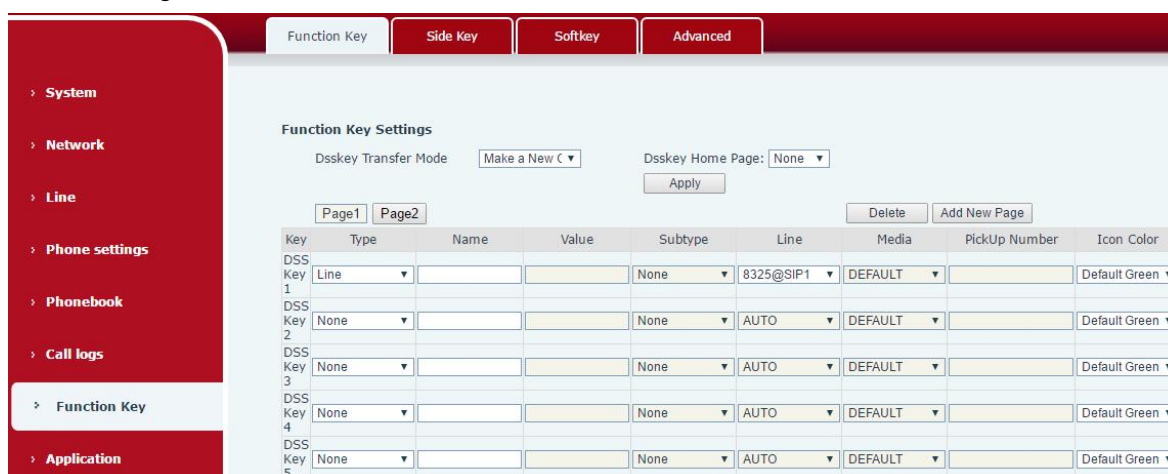 Function Key Side Key Softkey Advanced
System
Network
Line
Phone settings
Phonebook
Call logs
Function Key
Application
Function Key Settings
Dsskey Transfer Mode Make a New C Dsskey Home Page: None
Apply
Page1 Page2 Delete Add New Page
Key Type Name Value Subtype Line Media PickUp Number Icon Color
DSS Key 1 Line None 8325@SIP1 DEFAULT Default Green
DSS Key 2 None None AUTO DEFAULT Default Green
DSS Key 3 None None AUTO DEFAULT Default Green
DSS Key 4 None None AUTO DEFAULT Default Green
DSS Key 5 None None AUTO DEFAULT Default Green